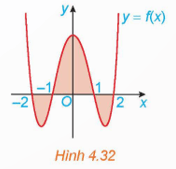 y
y = f(x)
-2
-1
O
1
2
x
Hình 4.32